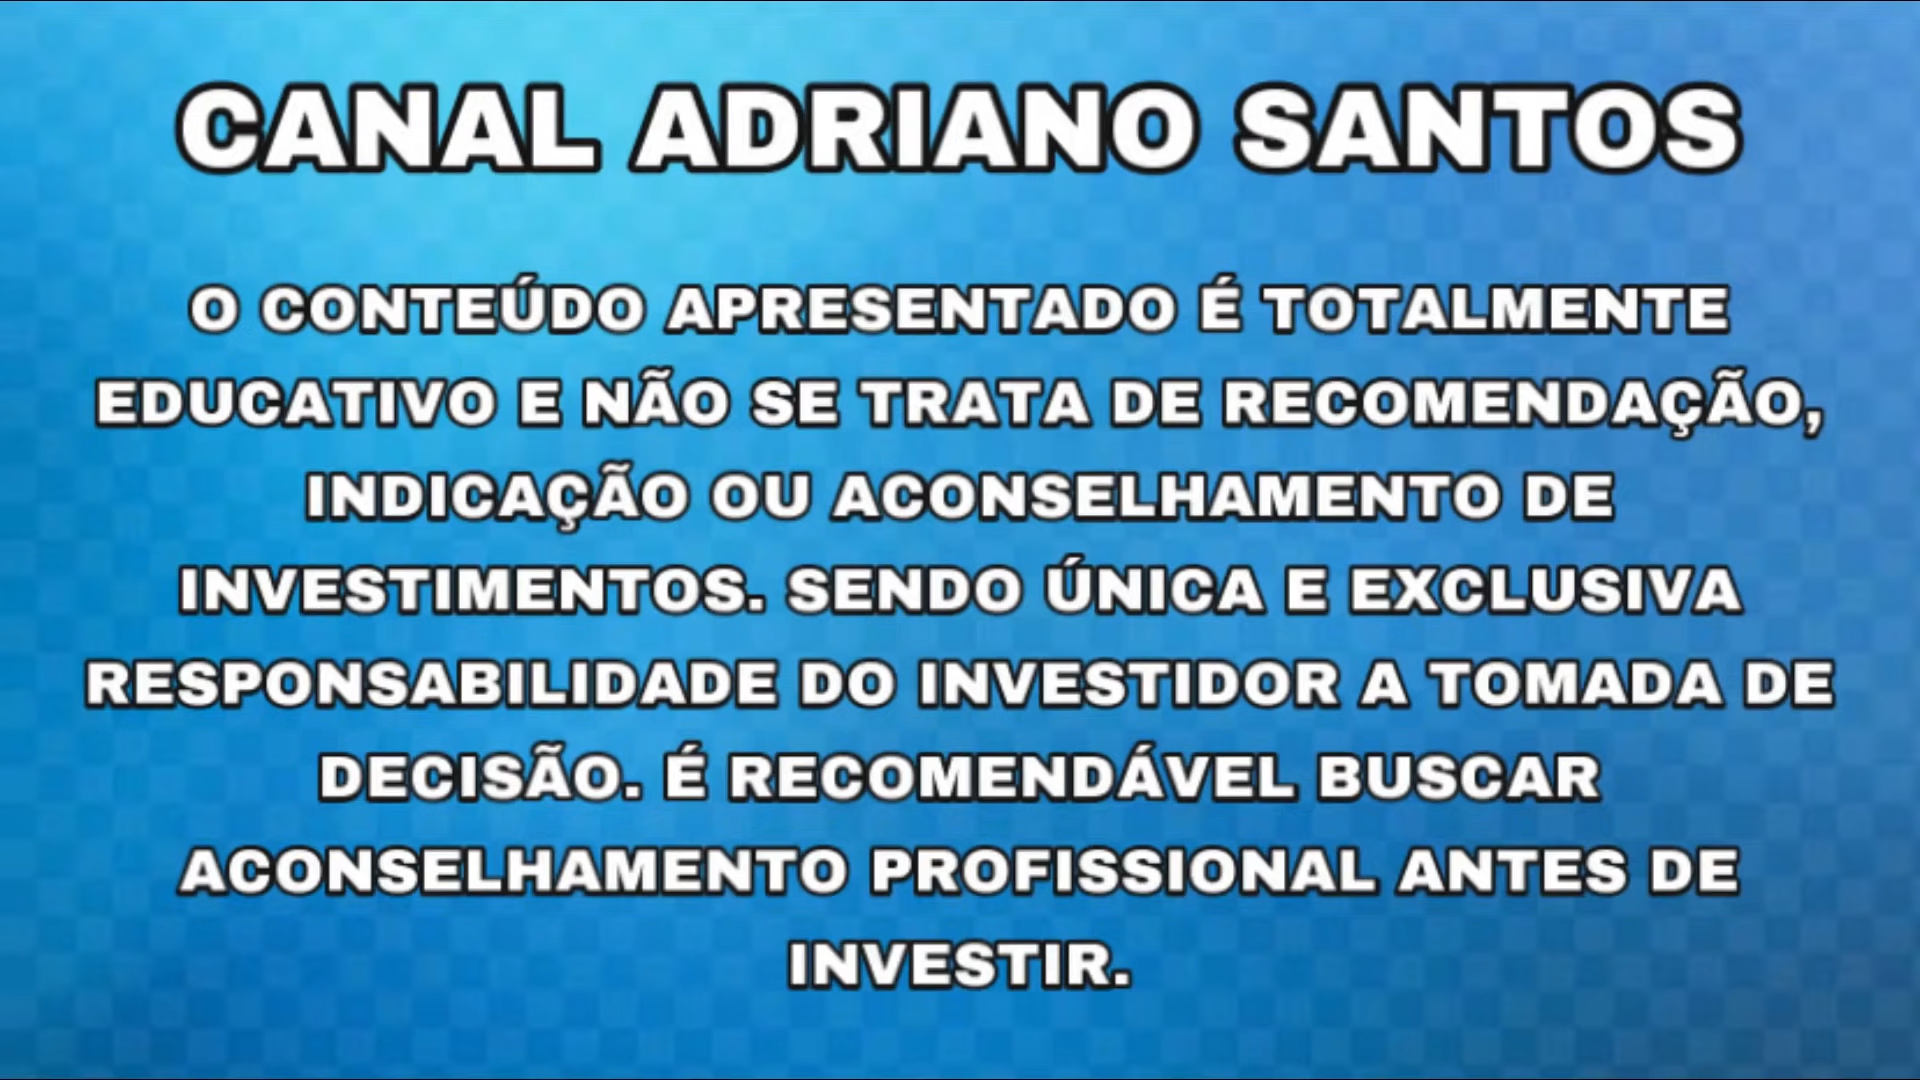 CANAL ADRIANO SANTOS
O CONTEÚDO APRESENTADO É TOTALMENTE
EDUCATIVO E NÃO SE TRATA DE RECOMENDAÇÃO,
INDICAÇÃO OU ACONSELHAMENTO DE
INVESTIMENTOS. SENDO ÚNICA E EXCLUSIVA
RESPONSABILIDADE DO INVESTIDOR A TOMADA DE
DECISÃO. É RECOMENDÁVEL BUSCAR
ACONSELHAMENTO PROFISSIONAL ANTES DE
INVESTIR.